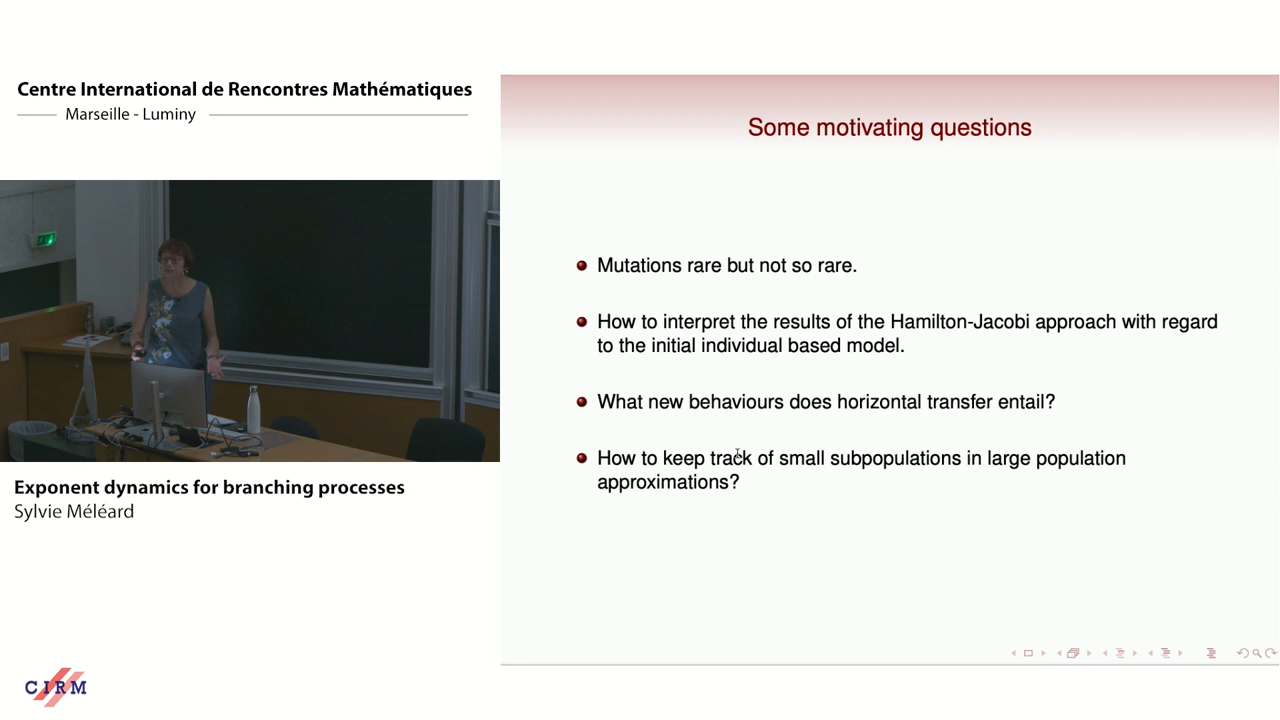 Centre International de Rencontres Mathématiques
Marseille - Luminy
Some motivating questions
Mutations rare but not so rare.
How to interpret the results of the Hamilton-Jacobi approach with regard
to the initial individual based model.
What new behaviours does horizontal transfer entail?
How to keep track of small subpopulations in large population
approximations?
Exponent dynamics for branching processes
Sylvie Méléard
CIRM